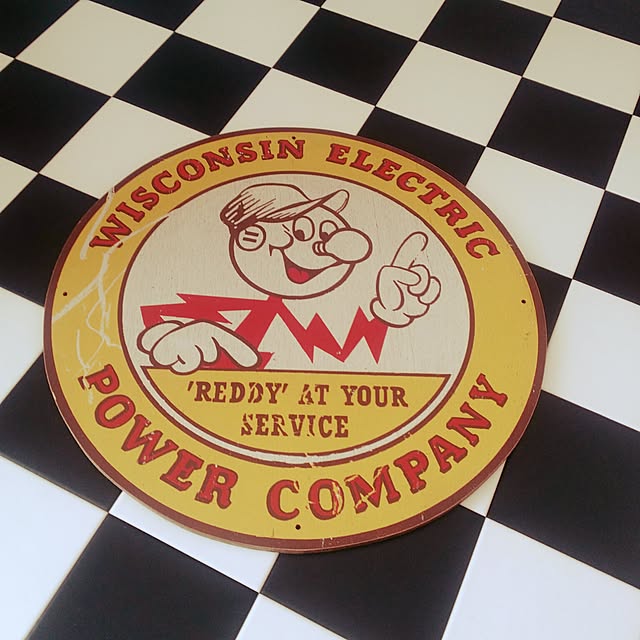 WISCONSIN ELECTRIC
'REDDY' AT YOUR
SERVICE
POWER COMPANY